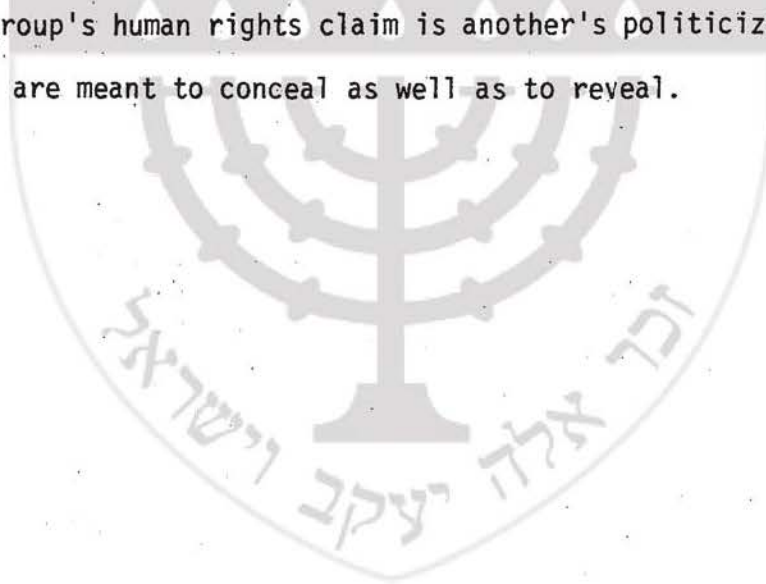 roup's human rights claim is another's politiciz
are meant to conceal as well as to reveal.
זכר אלה יעקב וישראל